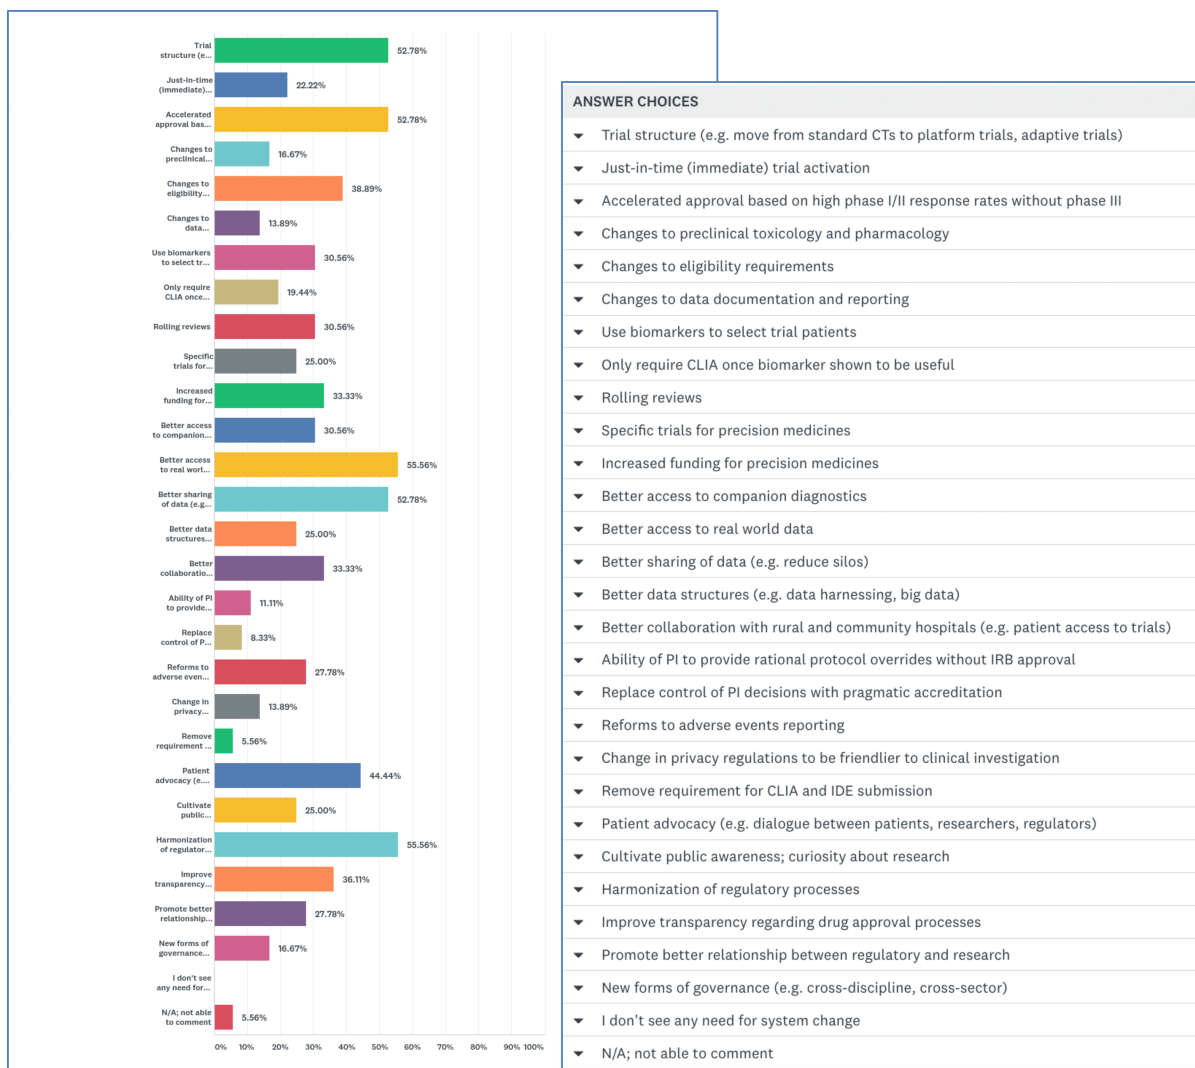 Trial
structure (e...
52.78%
Just-in-time
(immediate)...
22.22%
Accelerated
approval bas...
52.78%
Changes to
preclinical...
16.67%
Changes to
eligibility...
38.89%
Changes to
data...
13.89%
Use biomarkers
to select tr...
30.56%
Only require
CLIA once...
19.44%
Rolling reviews
30.56%
Specific
trials for...
25.00%
Increased
funding for...
33.33%
Better access
to companion...
30.56%
Better access
to real worl...
55.56%
Better sharing
of data (e.g...
52.78%
Better data
structures...
25.00%
Better
collaboratio...
33.33%
Ability of PI
to provide...
11.11%
Replace
control of P...
8.33%
Reforms to
adverse even...
27.78%
Change in
privacy...
13.89%
Remove
requirement ...
5.56%
Patient
advocacy (e....
44.44%
Cultivate
public...
25.00%
Harmonization
of regulator...
55.56%
Improve
transparency...
36.11%
Promote better
relationship...
27.78%
New forms of
governance...
16.67%
I don't see
any need for...
N/A; not able
to comment
5.56%
0% 10% 20% 30% 40% 50% 60% 70% 80% 90% 100%
ANSWER CHOICES
Trial structure (e.g. move from standard CTs to platform trials, adaptive trials)
Just-in-time (immediate) trial activation
Accelerated approval based on high phase I/II response rates without phase III
Changes to preclinical toxicology and pharmacology
Changes to eligibility requirements
Changes to data documentation and reporting
Use biomarkers to select trial patients
Only require CLIA once biomarker shown to be useful
Rolling reviews
Specific trials for precision medicines
Increased funding for precision medicines
Better access to companion diagnostics
Better access to real world data
Better sharing of data (e.g. reduce silos)
Better data structures (e.g. data harnessing, big data)
Better collaboration with rural and community hospitals (e.g. patient access to trials)
Ability of PI to provide rational protocol overrides without IRB approval
Replace control of PI decisions with pragmatic accreditation
Reforms to adverse events reporting
Change in privacy regulations to be friendlier to clinical investigation
Remove requirement for CLIA and IDE submission
Patient advocacy (e.g. dialogue between patients, researchers, regulators)
Cultivate public awareness; curiosity about research
Harmonization of regulatory processes
Improve transparency regarding drug approval processes
Promote better relationship between regulatory and research
New forms of governance (e.g. cross-discipline, cross-sector)
I don't see any need for system change
N/A; not able to comment